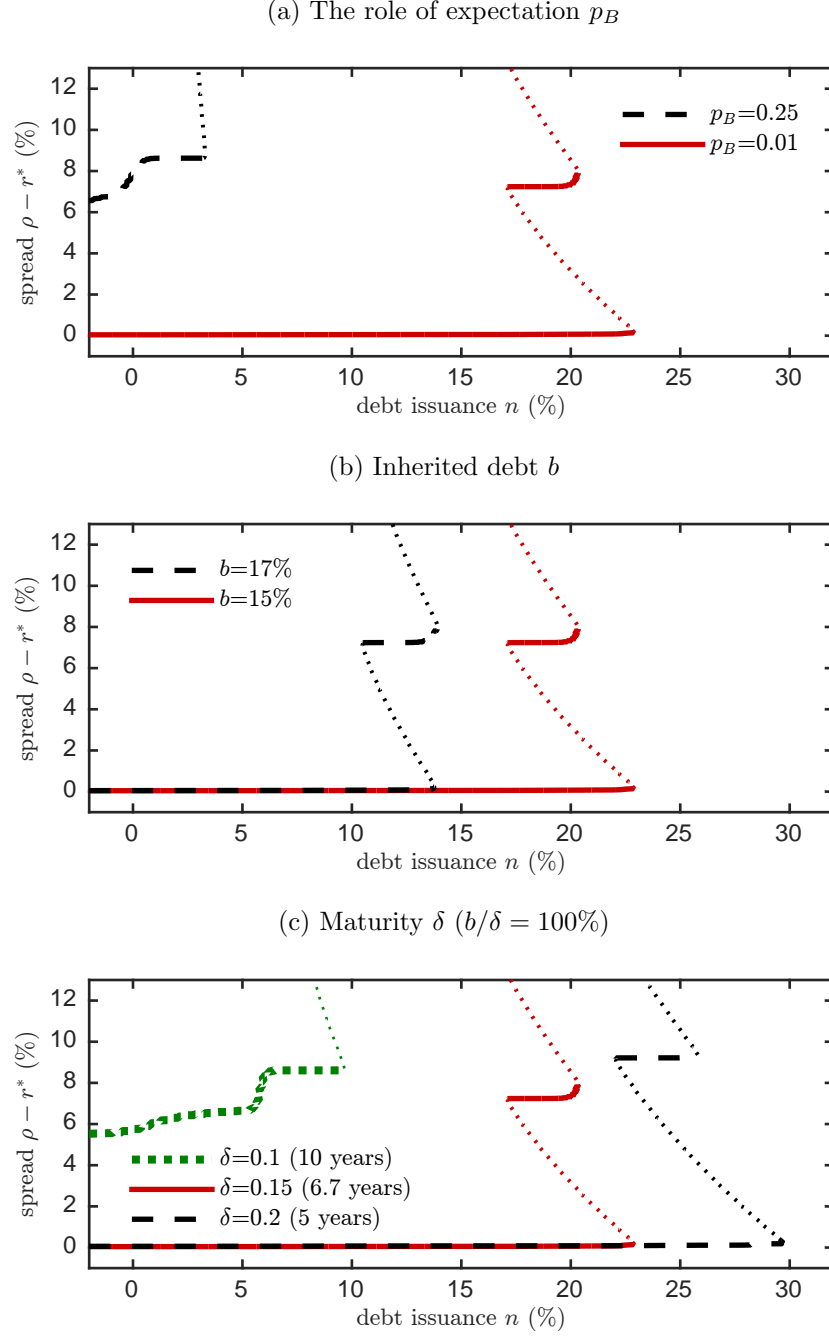 (a) The role of expectation p_B
spread ρ − r* (%)
12
10
8
6
4
2
0
p_B=0.25
p_B=0.01
0 5 10 15 20 25 30
debt issuance n (%)
(b) Inherited debt b
spread ρ − r* (%)
12
10
8
6
4
2
0
b=17%
b=15%
0 5 10 15 20 25 30
debt issuance n (%)
(c) Maturity δ (b/δ = 100%)
spread ρ − r* (%)
12
10
8
6
4
2
0
δ=0.1 (10 years)
δ=0.15 (6.7 years)
δ=0.2 (5 years)
0 5 10 15 20 25 30
debt issuance n (%)